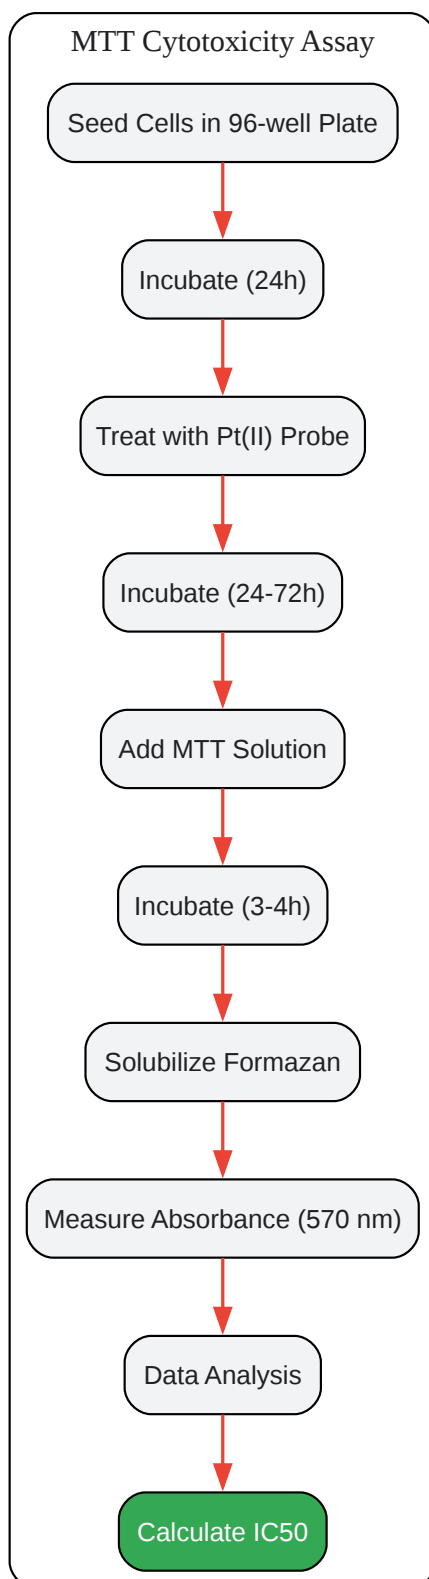 MTT Cytotoxicity Assay
Seed Cells in 96-well Plate
Incubate (24h)
Treat with Pt(II) Probe
Incubate (24-72h)
Add MTT Solution
Incubate (3-4h)
Solubilize Formazan
Measure Absorbance (570 nm)
Data Analysis
Calculate IC50